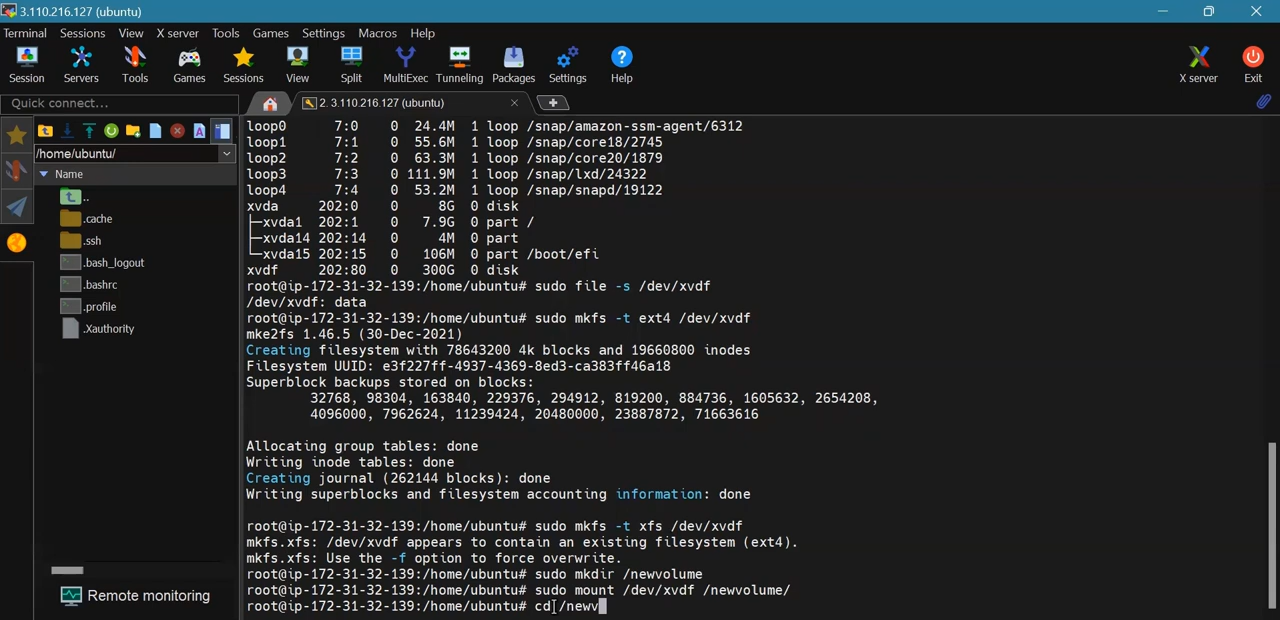 3.110.216.127 (ubuntu)
Terminal Sessions View X server Tools Games Settings Macros Help
Session Servers Tools Games Sessions View Split MultiExec Tunneling Packages Settings Help X server Exit
Quick connect...
2. 3.110.216.127 (ubuntu)
/home/ubuntu/
Name
..
.cache
.ssh
.bash_logout
.bashrc
.profile
.Xauthority
Remote monitoring
loop0 7:0 0 24.4M 1 loop /snap/amazon-ssm-agent/6312
loop1 7:1 0 55.6M 1 loop /snap/core18/2745
loop2 7:2 0 63.3M 1 loop /snap/core20/1879
loop3 7:3 0 111.9M 1 loop /snap/lxd/24322
loop4 7:4 0 53.2M 1 loop /snap/snapd/19122
xvda 202:0 0 8G 0 disk
├─xvda1 202:1 0 7.9G 0 part /
├─xvda14 202:14 0 4M 0 part
└─xvda15 202:15 0 106M 0 part /boot/efi
xvdf 202:80 0 300G 0 disk
root@ip-172-31-32-139:/home/ubuntu# sudo file -s /dev/xvdf
/dev/xvdf: data
root@ip-172-31-32-139:/home/ubuntu# sudo mkfs -t ext4 /dev/xvdf
mke2fs 1.46.5 (30-Dec-2021)
Creating filesystem with 78643200 4k blocks and 19660800 inodes
Filesystem UUID: e3f227ff-4937-4369-8ed3-ca383ff46a18
Superblock backups stored on blocks:
32768, 98304, 163840, 229376, 294912, 819200, 884736, 1605632, 2654208,
4096000, 7962624, 11239424, 20480000, 23887872, 71663616
Allocating group tables: done
Writing inode tables: done
Creating journal (262144 blocks): done
Writing superblocks and filesystem accounting information: done
root@ip-172-31-32-139:/home/ubuntu# sudo mkfs -t xfs /dev/xvdf
mkfs.xfs: /dev/xvdf appears to contain an existing filesystem (ext4).
mkfs.xfs: Use the -f option to force overwrite.
root@ip-172-31-32-139:/home/ubuntu# sudo mkdir /newvolume
root@ip-172-31-32-139:/home/ubuntu# sudo mount /dev/xvdf /newvolume/
root@ip-172-31-32-139:/home/ubuntu# cd /newv